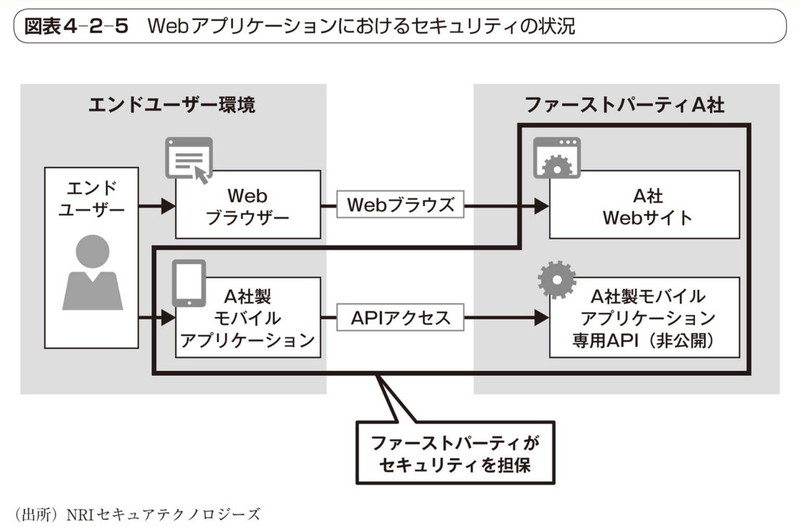 図表4-2-5 Webアプリケーションにおけるセキュリティの状況
エンドユーザー環境
ファーストパーティA社
エンド
ユーザー
Web
ブラウザー
Webブラウズ
A社
Webサイト
A社製
モバイル
アプリケーション
APIアクセス
A社製モバイル
アプリケーション
専用API（非公開）
ファーストパーティが
セキュリティを担保
（出所）NRIセキュアテクノロジーズ